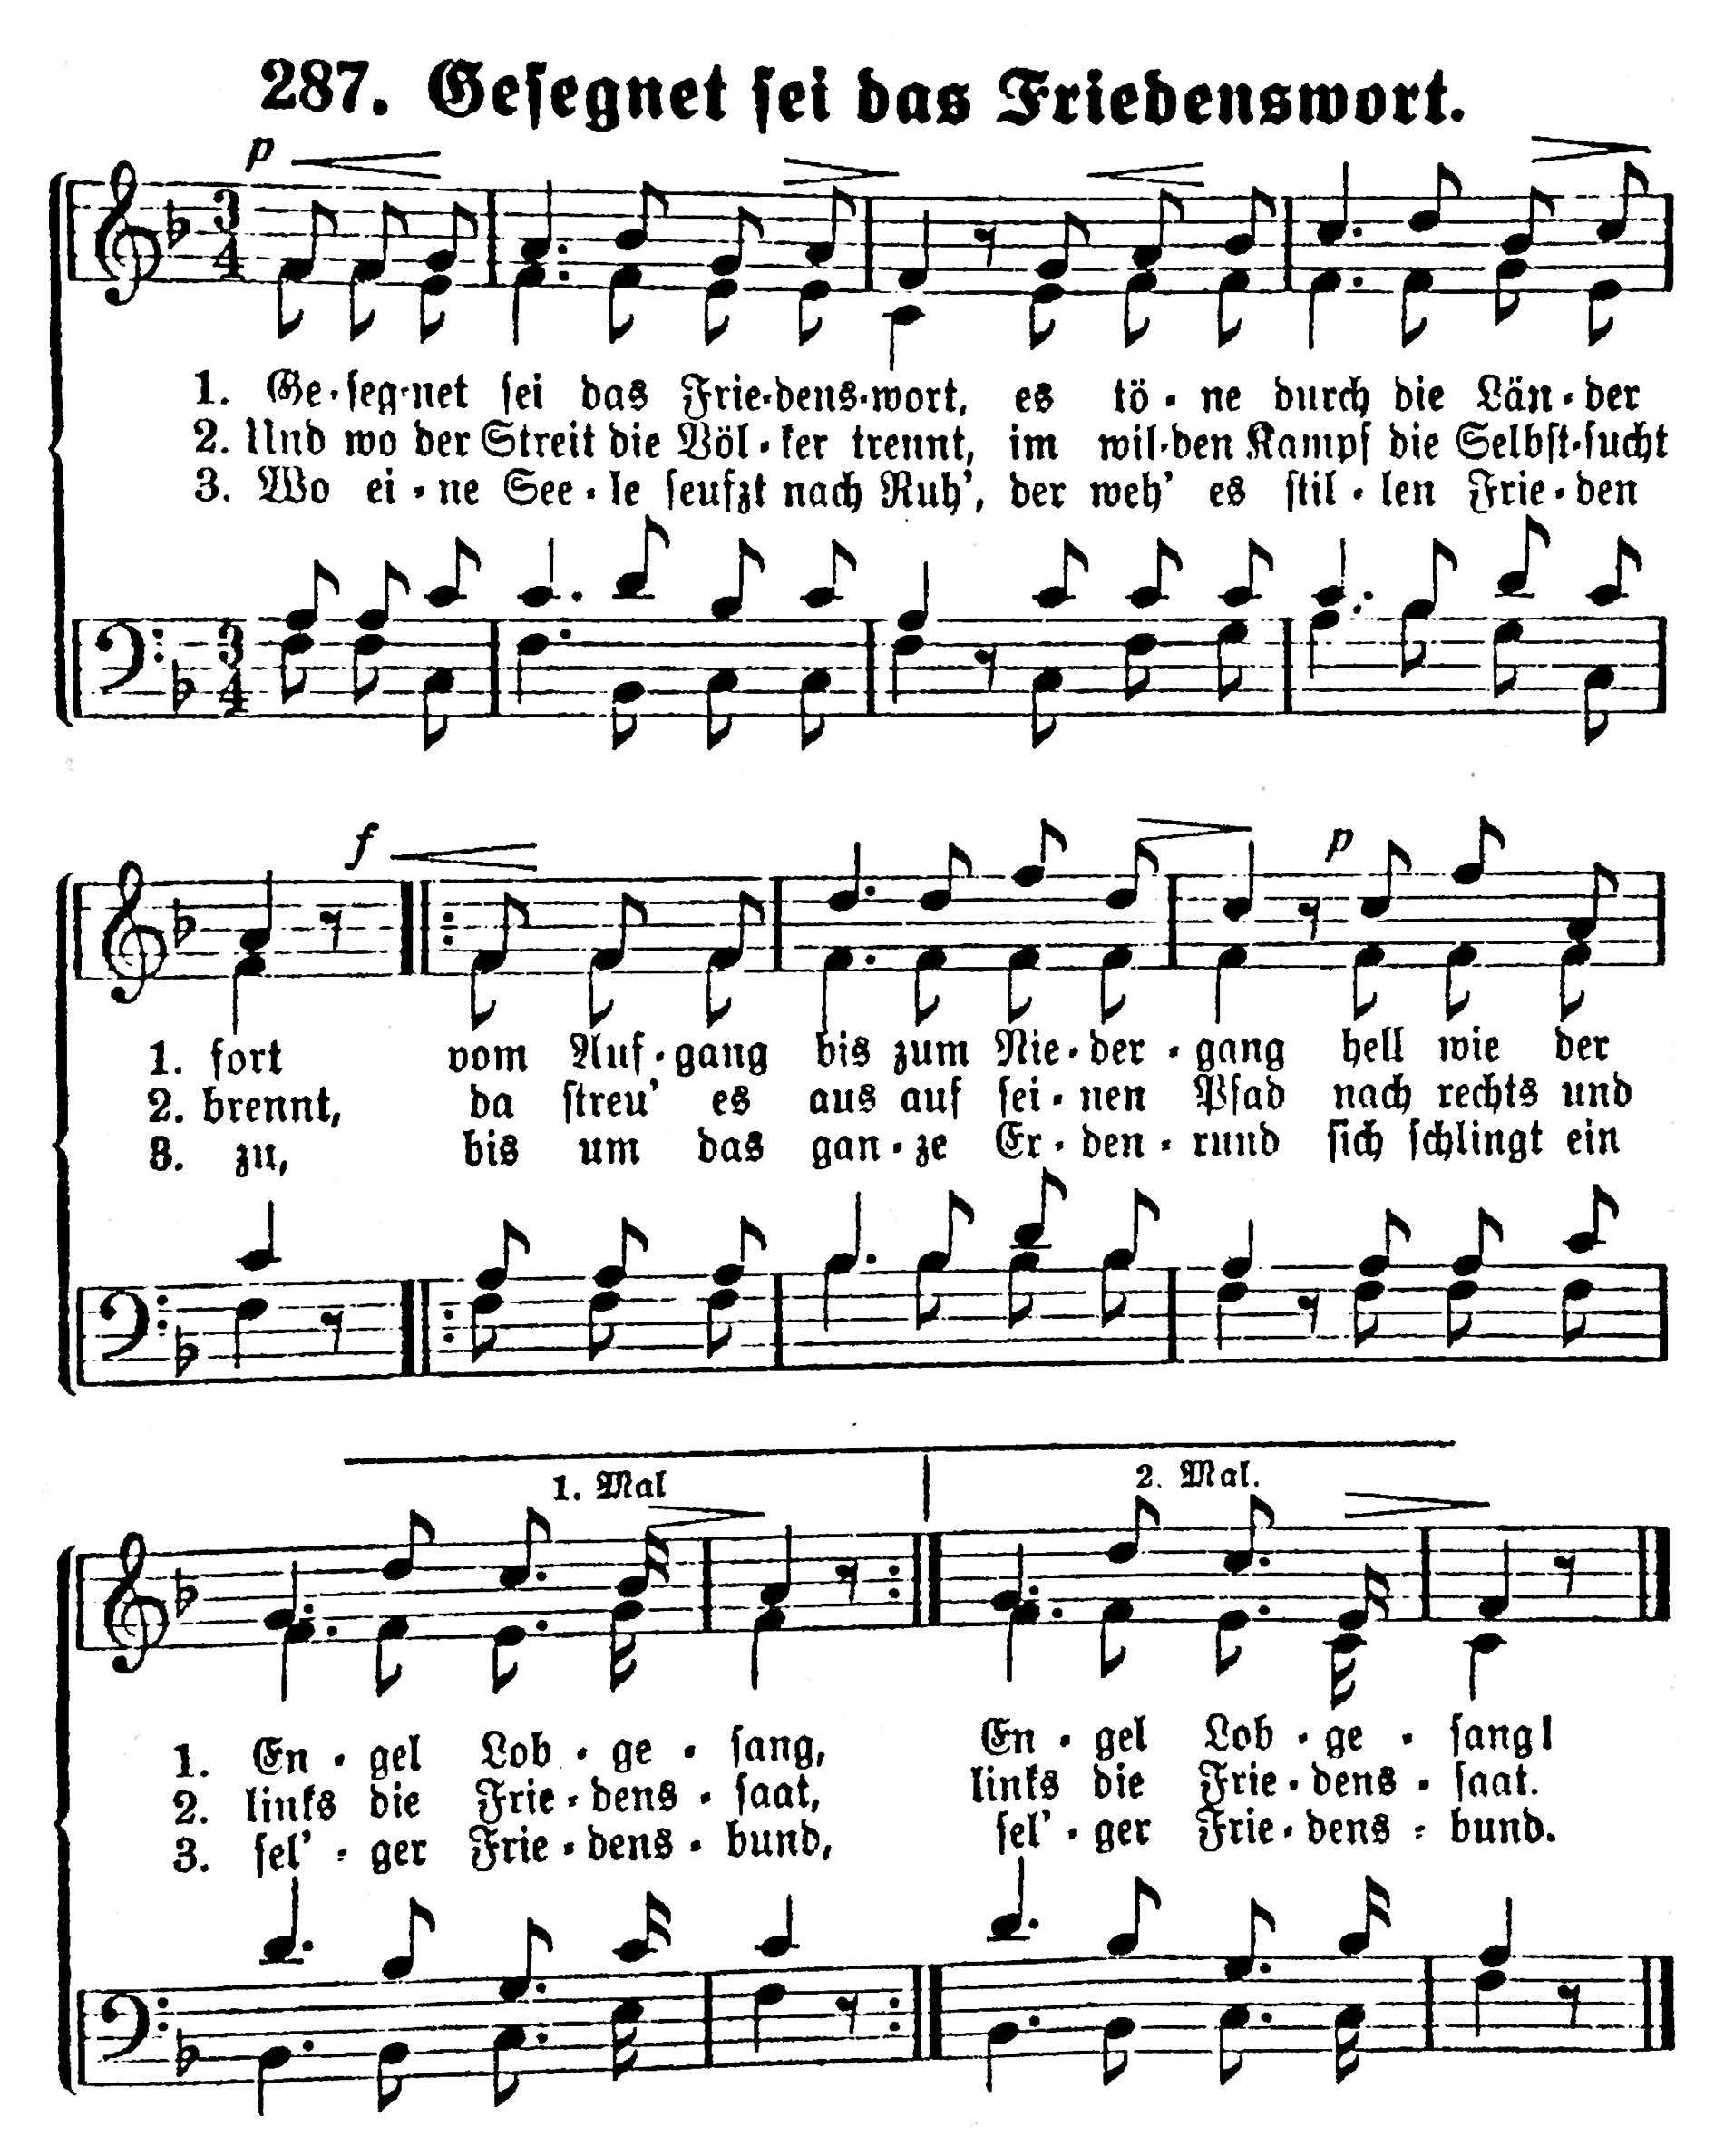 287. Geſegnet ſei das Friedenswort.
p
3/4
1. Ge-ſeg-net ſei das Frie-dens-wort, es tö-ne durch die Län-der
2. Und wo der Streit die Völ-ker trennt, im wil-den Kampf die Selbſt-ſucht
3. Wo ei-ne See-le ſeufzt nach Ruh’, der weh’ es ſtil-len Frie-den
3/4
f p
1. fort vom Auf-gang bis zum Nie-der-gang hell wie der
2. brennt, da ſtreu’ es aus auf ſei-nen Pfad nach rechts und
3. zu, bis um das gan-ze Er-den-rund ſich ſchlingt ein
1. Mal 2. Mal.
1. En-gel Lob-ge-ſang, En-gel Lob-ge-ſang!
2. links die Frie-dens-ſaat, links die Frie-dens-ſaat.
3. ſel’-ger Frie-dens-bund, ſel’-ger Frie-dens-bund.